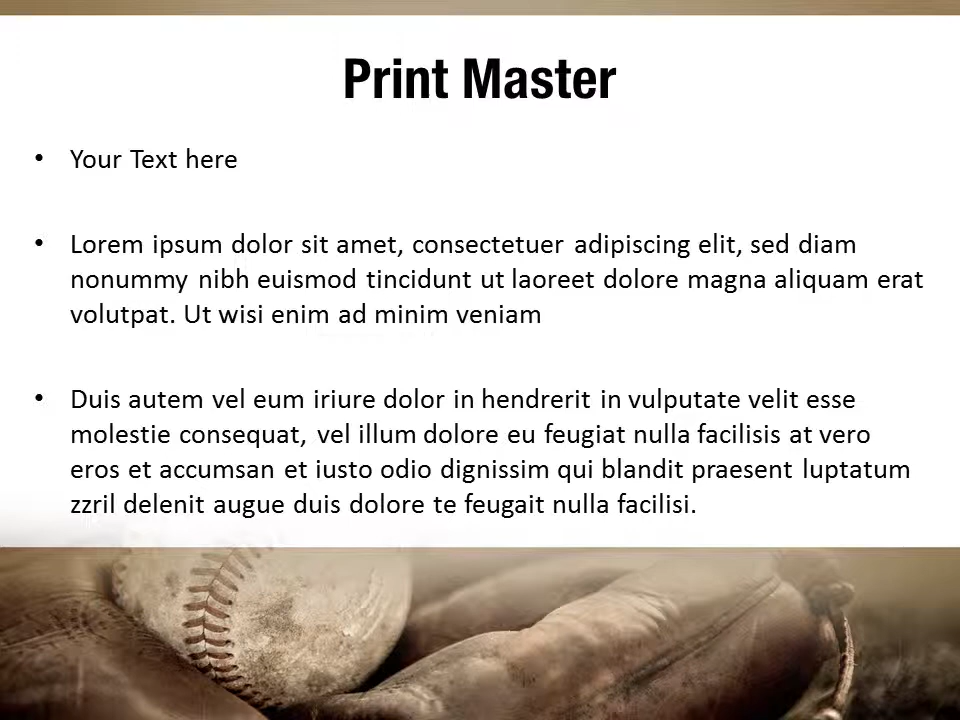 Print Master
• Your Text here
• Lorem ipsum dolor sit amet, consectetuer adipiscing elit, sed diam
nonummy nibh euismod tincidunt ut laoreet dolore magna aliquam erat
volutpat. Ut wisi enim ad minim veniam
• Duis autem vel eum iriure dolor in hendrerit in vulputate velit esse
molestie consequat, vel illum dolore eu feugiat nulla facilisis at vero
eros et accumsan et iusto odio dignissim qui blandit praesent luptatum
zzril delenit augue duis dolore te feugait nulla facilisi.